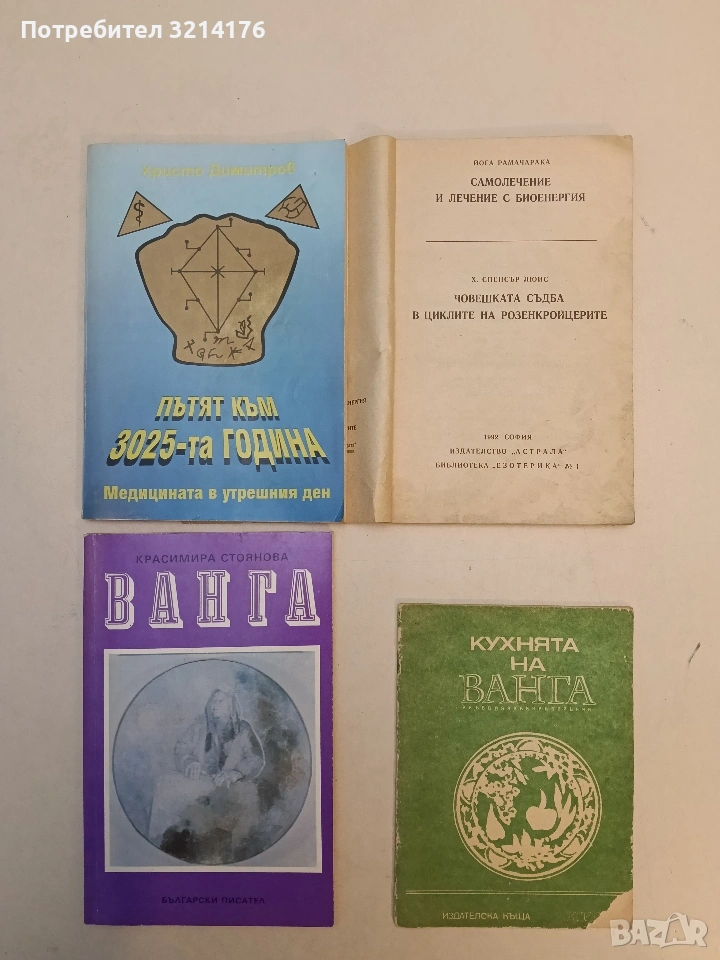 Потребител 3214176
Христо Димитров
ПЪТЯТ КЪМ
3025-та ГОДИНА
Медицината в утрешния ден
ЙОГА РАМАЧАРАКА
САМОЛЕЧЕНИЕ
И ЛЕЧЕНИЕ С БИОЕНЕРГИЯ
Х. СПЕНСЪР ЛЮИС
ЧОВЕШКАТА СЪДБА
В ЦИКЛИТЕ НА РОЗЕНКРОЙЦЕРИТЕ
1992 СОФИЯ
ИЗДАТЕЛСТВО „АСТРАЛА“
БИБЛИОТЕКА „ЕЗОТЕРИКА“ № 1
КРАСИМИРА СТОЯНОВА
ВАНГА
БЪЛГАРСКИ ПИСАТЕЛ
КУХНЯТА
НА
ВАНГА
ИЗДАТЕЛСКА КЪЩА
BAZAR